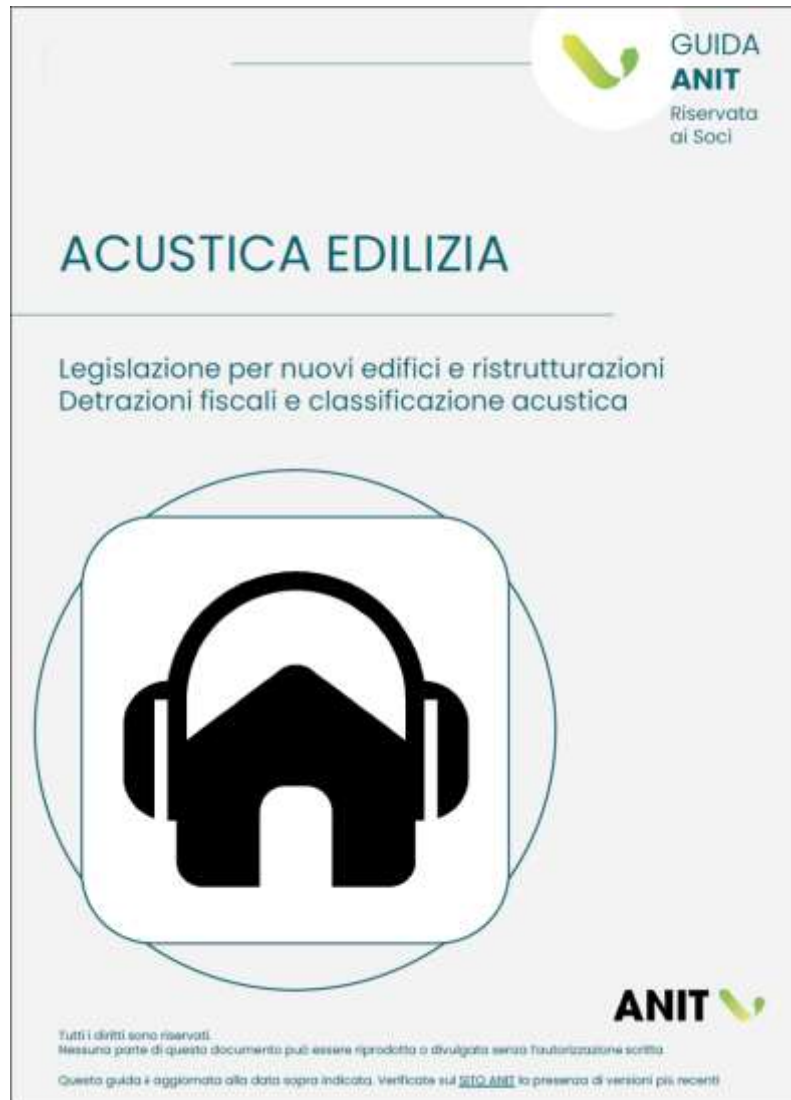 GUIDA
ANIT
Riservata
ai Soci
ACUSTICA EDILIZIA
Legislazione per nuovi edifici e ristrutturazioni
Detrazioni fiscali e classificazione acustica
ANIT
Tutti i diritti sono riservati.
Nessuna parte di questo documento può essere riprodotta o divulgata senza l'autorizzazione scritta
Questa guida è aggiornata alla data sopra indicata. Verificate sul SITO ANIT la presenza di versioni più recenti